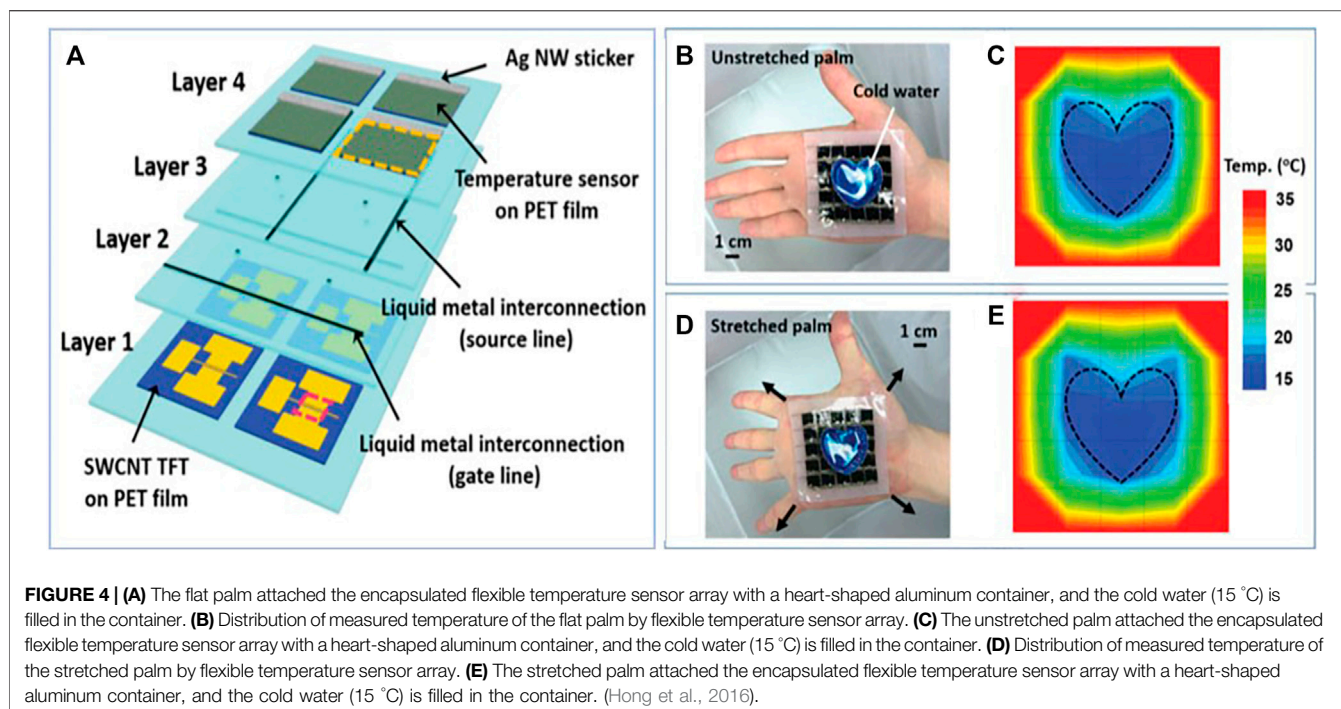 A
Layer 4
Ag NW sticker
Layer 3
Temperature sensor
on PET film
Layer 2
Liquid metal interconnection
(source line)
Layer 1
Liquid metal interconnection
(gate line)
SWCNT TFT
on PET film
B
Unstretched palm
Cold water
1 cm
C
Temp. (°C)
35
30
25
20
15
D
Stretched palm
1 cm
E
FIGURE 4 | (A) The flat palm attached the encapsulated flexible temperature sensor array with a heart-shaped aluminum container, and the cold water (15 °C) is
filled in the container. (B) Distribution of measured temperature of the flat palm by flexible temperature sensor array. (C) The unstretched palm attached the encapsulated
flexible temperature sensor array with a heart-shaped aluminum container, and the cold water (15 °C) is filled in the container. (D) Distribution of measured temperature of
the stretched palm by flexible temperature sensor array. (E) The stretched palm attached the encapsulated flexible temperature sensor array with a heart-shaped
aluminum container, and the cold water (15 °C) is filled in the container. (Hong et al., 2016).